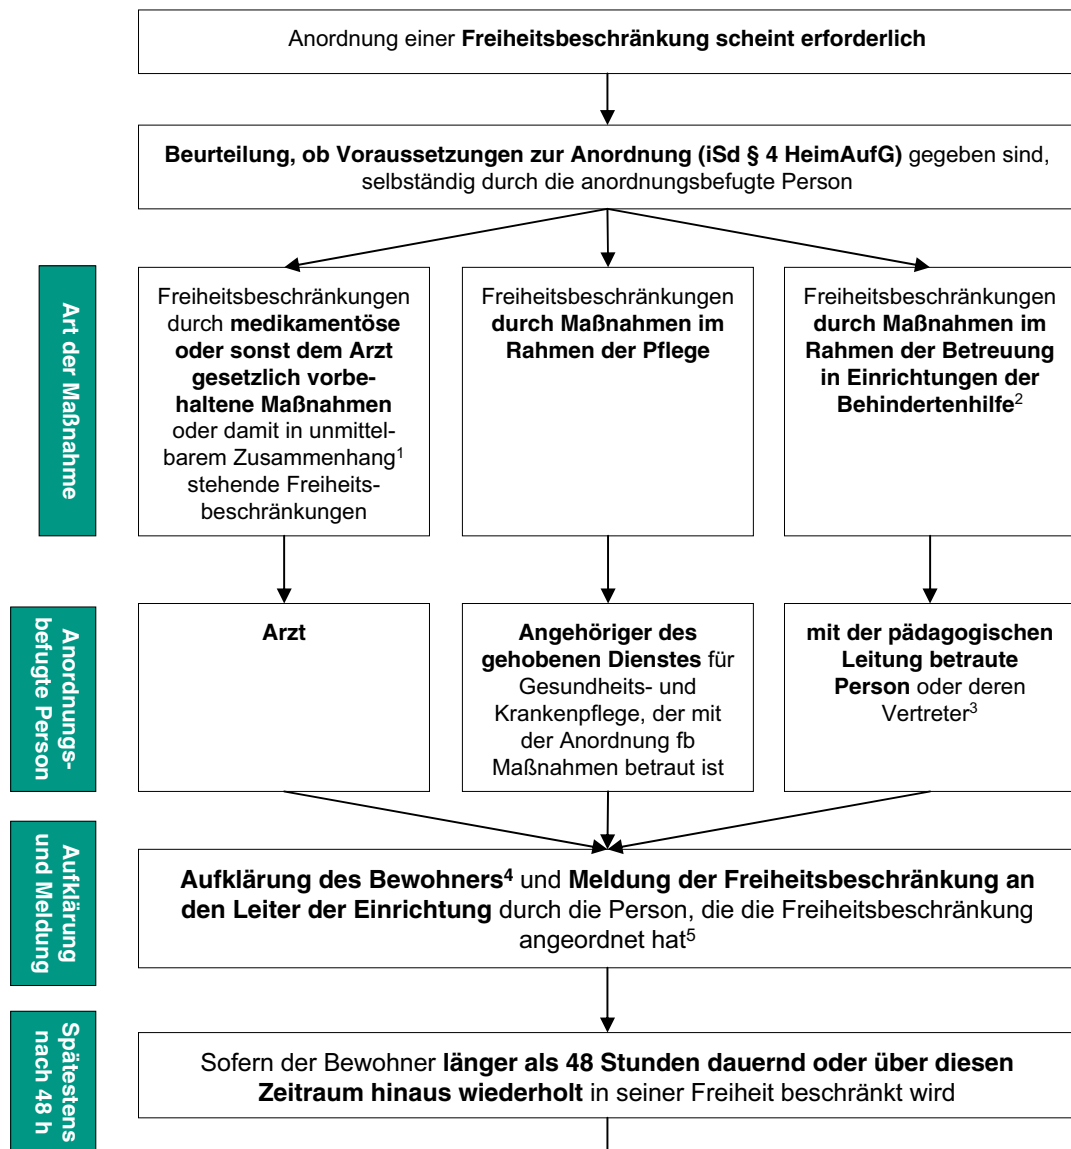 Anordnung einer Freiheitsbeschränkung scheint erforderlich
Beurteilung, ob Voraussetzungen zur Anordnung (iSd § 4 HeimAufG) gegeben sind,
selbständig durch die anordnungsbefugte Person
Art der Maßnahme
Freiheitsbeschränkungen
durch medikamentöse
oder sonst dem Arzt
gesetzlich vorbe-
haltene Maßnahmen
oder damit in unmittel-
barem Zusammenhang¹
stehende Freiheits-
beschränkungen
Freiheitsbeschränkungen
durch Maßnahmen im
Rahmen der Pflege
Freiheitsbeschränkungen
durch Maßnahmen im
Rahmen der Betreuung
in Einrichtungen der
Behindertenhilfe²
Anordnungs-
befugte Person
Arzt
Angehöriger des
gehobenen Dienstes für
Gesundheits- und
Krankenpflege, der mit
der Anordnung fb
Maßnahmen betraut ist
mit der pädagogischen
Leitung betraute
Person oder deren
Vertreter³
Aufklärung
und Meldung
Aufklärung des Bewohners⁴ und Meldung der Freiheitsbeschränkung an
den Leiter der Einrichtung durch die Person, die die Freiheitsbeschränkung
angeordnet hat⁵
Spätestens
nach 48 h
Sofern der Bewohner länger als 48 Stunden dauernd oder über diesen
Zeitraum hinaus wiederholt in seiner Freiheit beschränkt wird